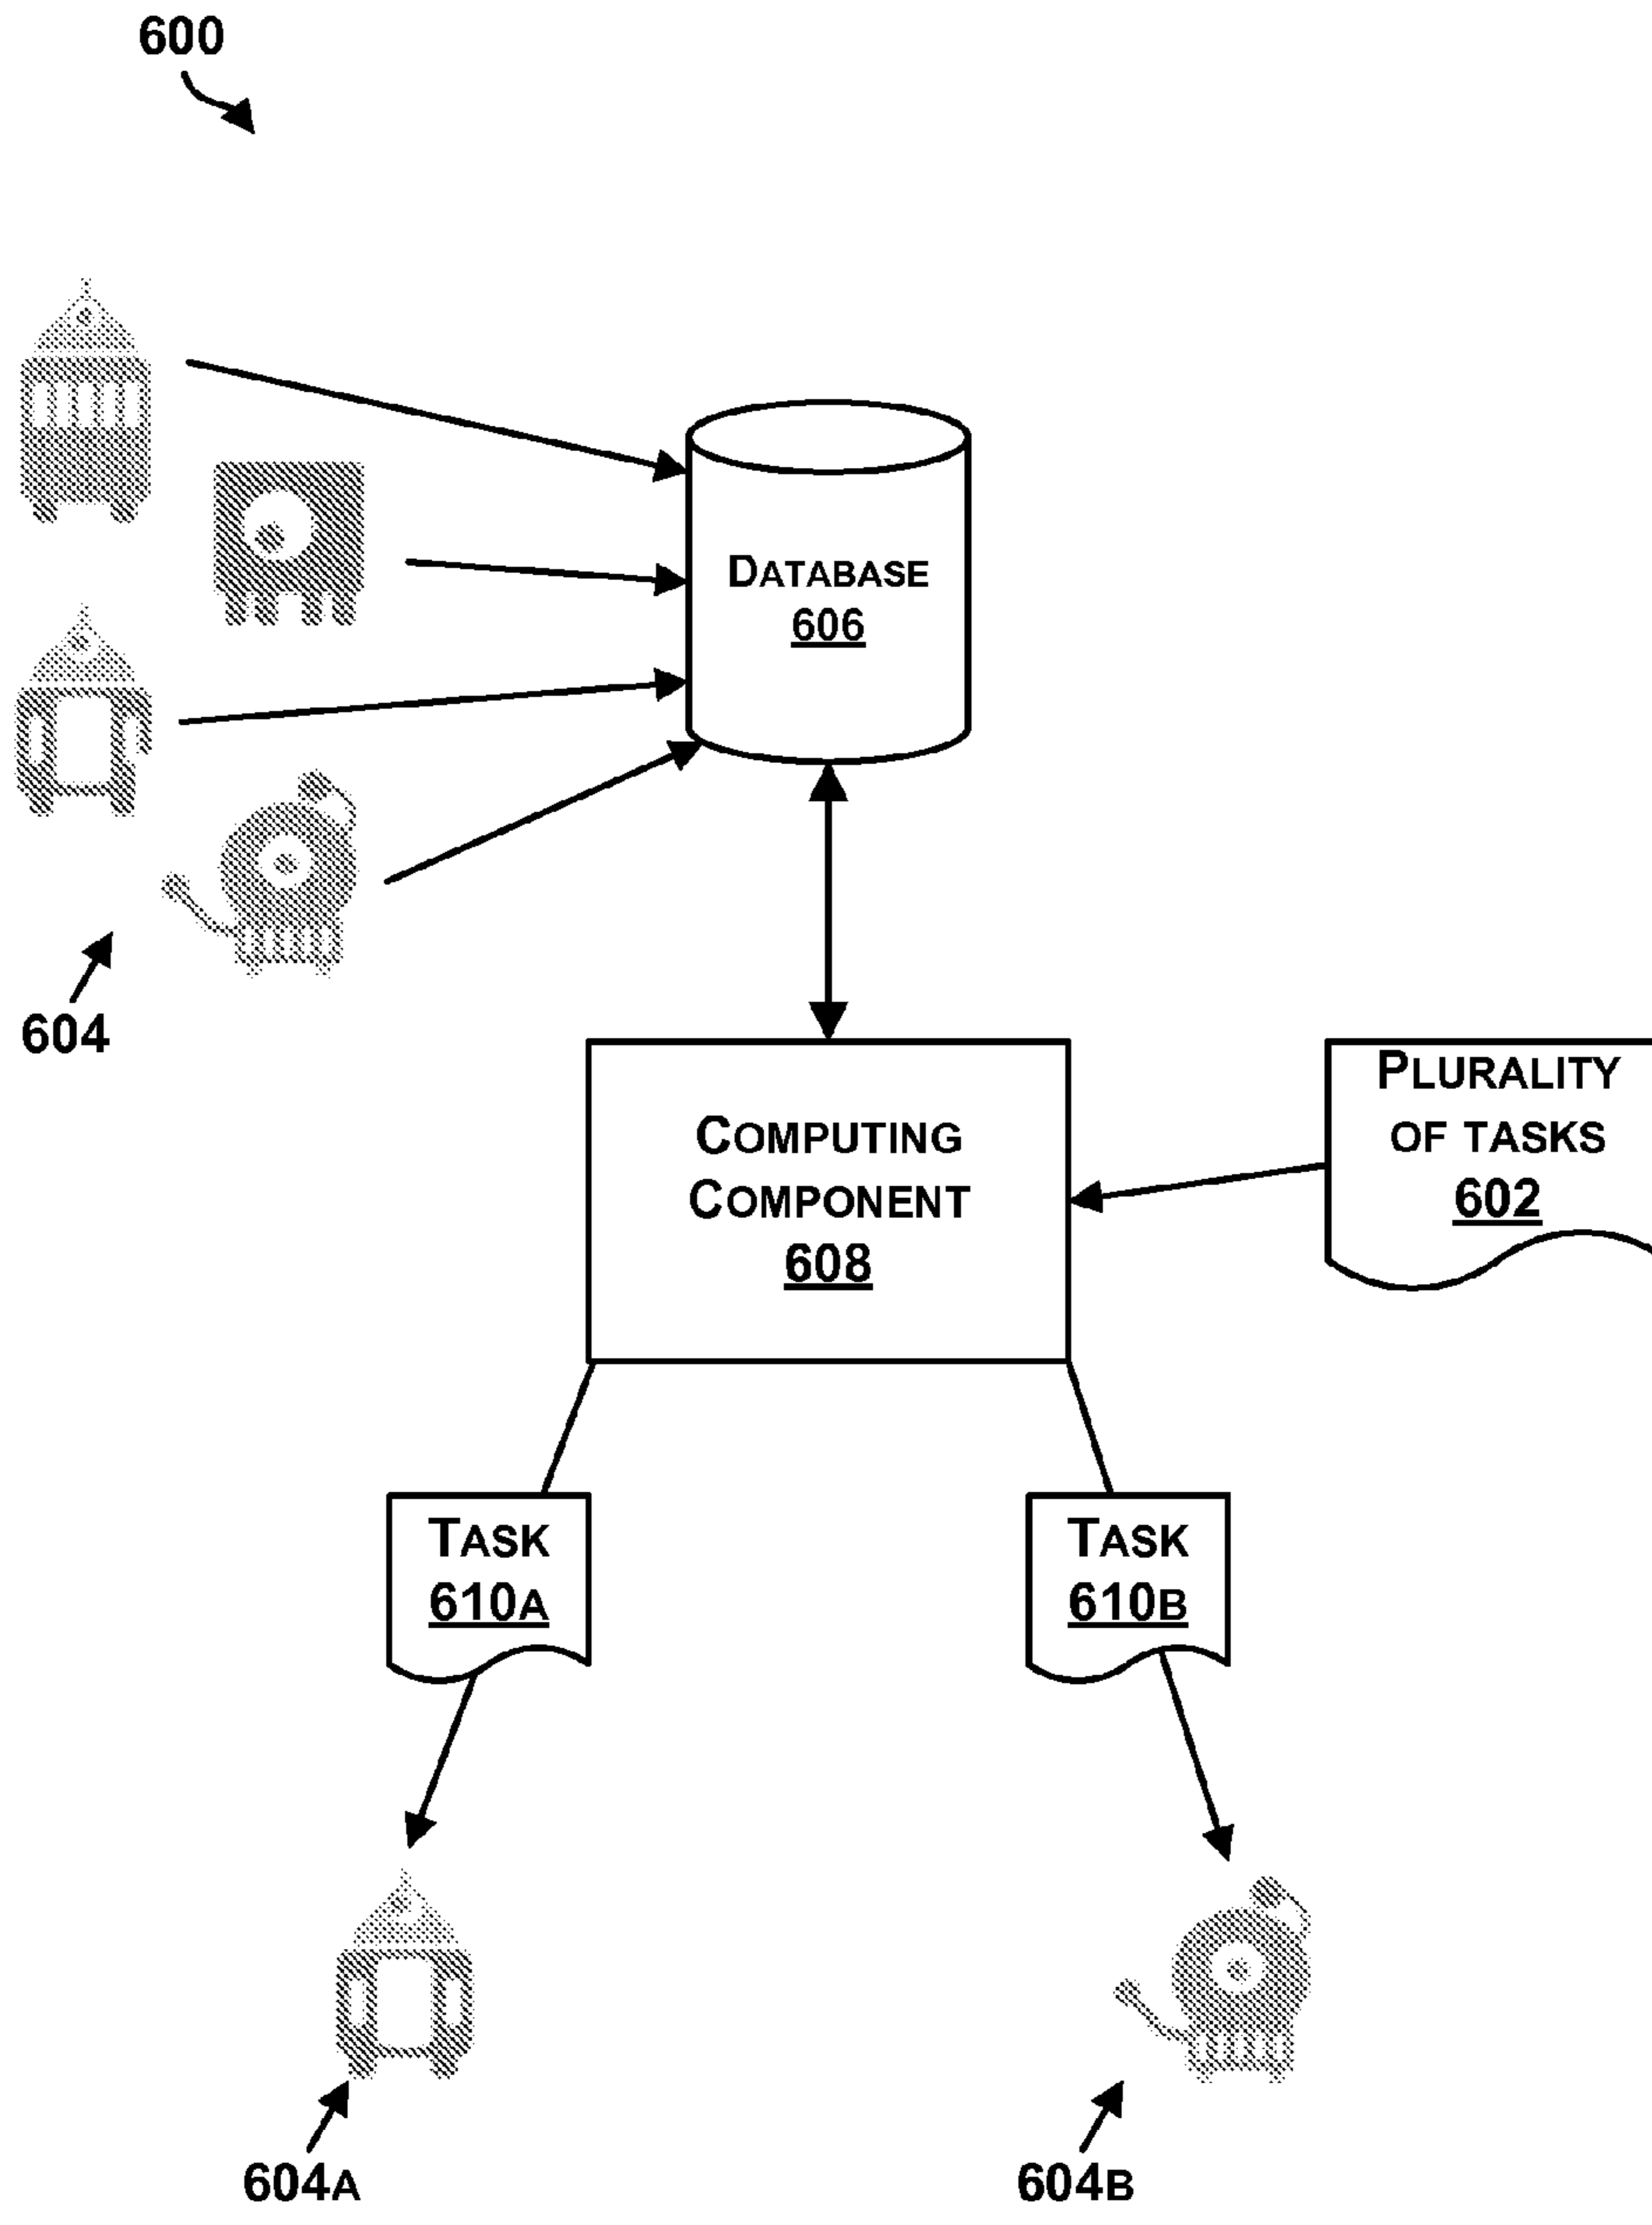 600
DATABASE
606
604
PLURALITY
OF TASKS
602
COMPUTING
COMPONENT
608
TASK
610A
TASK
610B
604A
604B